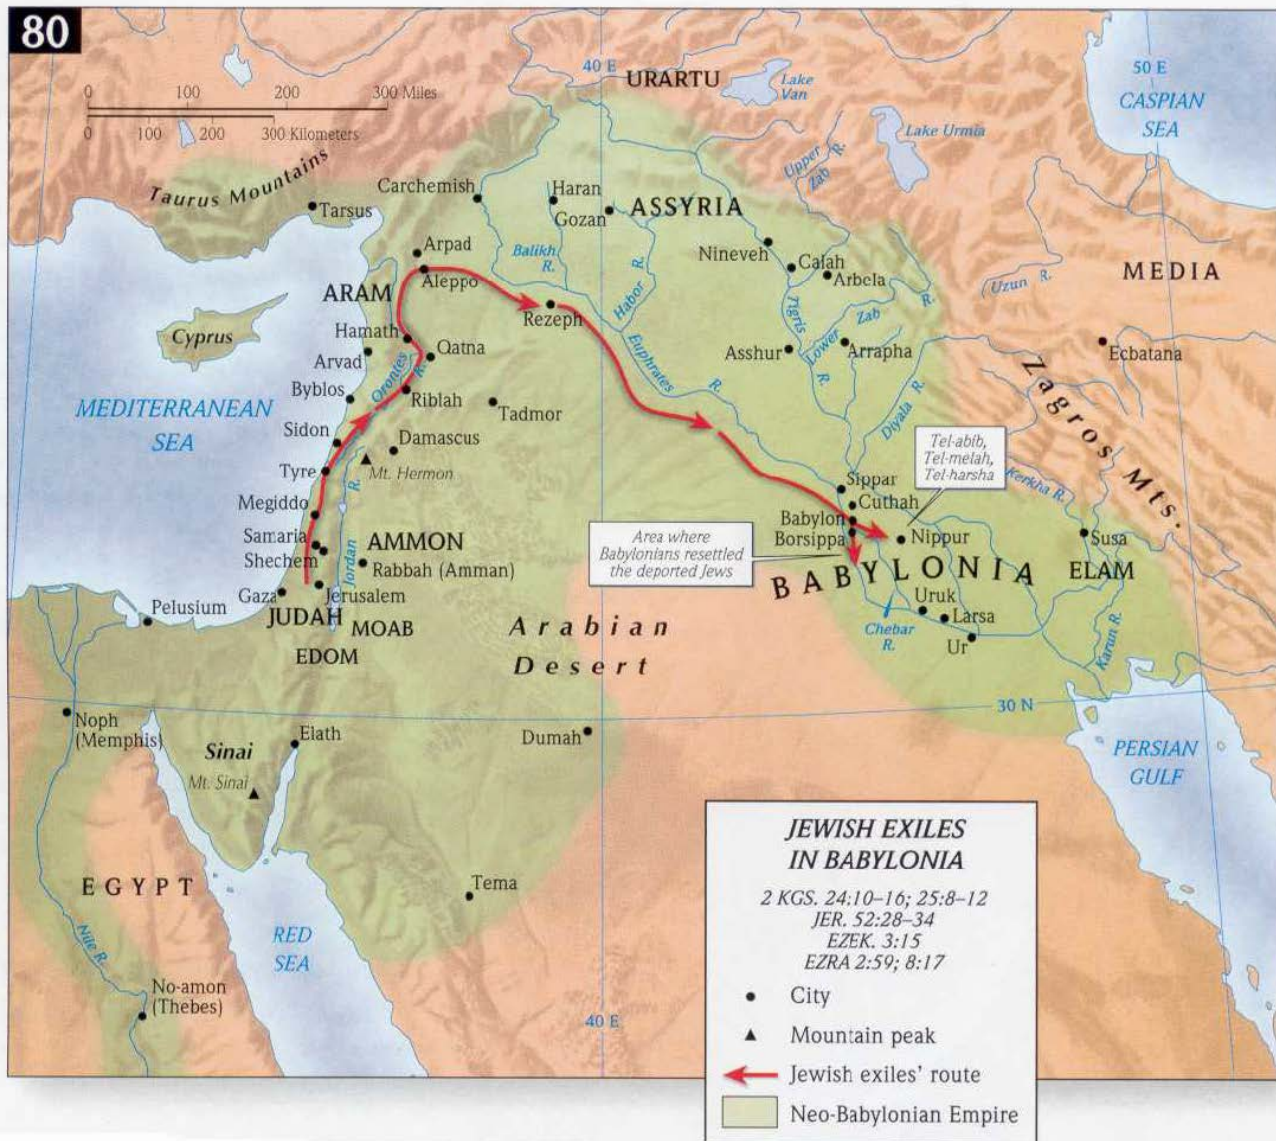 80
0 100 200 300 Miles
0 100 200 300 Kilometers
40 E
URARTU
Lake
Van
50 E
CASPIAN
SEA
Lake Urmia
Upper
Zab
R.
Taurus Mountains
Tarsus
Carchemish
Haran
Gozan
ASSYRIA
Arpad
Aleppo
Balikh
R.
Habor R.
Nineveh
Calah
Arbela
MEDIA
Uzun R.
ARAM
Rezeph
Tigris
R.
Lower
Zab
R.
Cyprus
Hamath
Qatna
Arvad
Orontes
R.
Euphrates
R.
Asshur
Arrapha
Ecbatana
Byblos
Riblah
Tadmor
Diyala R.
Zagros Mts.
MEDITERRANEAN
SEA
Sidon
Damascus
Mt. Hermon
Tyre
Tel-abib,
Tel-melah,
Tel-harsha
Kerkha R.
Megiddo
Jordan
R.
Sippar
Cuthah
Babylon
Borsippa
Nippur
Susa
Samaria
Shechem
AMMON
Rabbah (Amman)
Area where
Babylonians resettled
the deported Jews
BABYLONIA
ELAM
Gaza
Jerusalem
JUDAH
MOAB
EDOM
Pelusium
Arabian
Desert
Uruk
Larsa
Ur
Chebar
R.
Karun R.
30 N
Noph
(Memphis)
Sinai
Mt. Sinai
Elath
Dumah
PERSIAN
GULF
EGYPT
Nile R.
RED
SEA
Tema
No-amon
(Thebes)
40 E
JEWISH EXILES
IN BABYLONIA
2 KGS. 24:10–16; 25:8–12
JER. 52:28–34
EZEK. 3:15
EZRA 2:59; 8:17
City
Mountain peak
Jewish exiles' route
Neo-Babylonian Empire